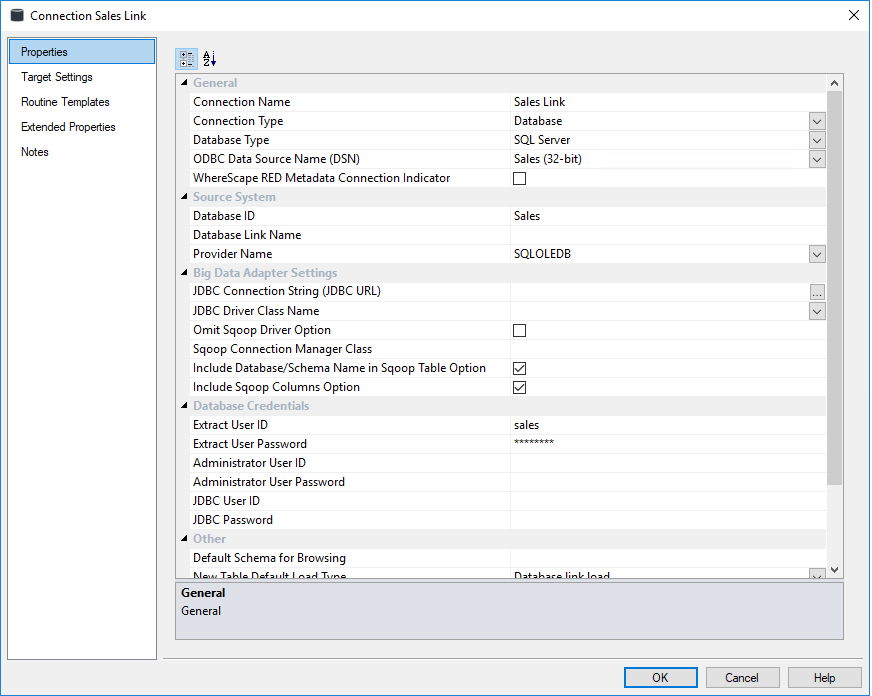 Connection Sales Link
Properties
Target Settings
Routine Templates
Extended Properties
Notes
General
Connection Name Sales Link
Connection Type Database
Database Type SQL Server
ODBC Data Source Name (DSN) Sales (32-bit)
WhereScape RED Metadata Connection Indicator
Source System
Database ID Sales
Database Link Name
Provider Name SQLOLEDB
Big Data Adapter Settings
JDBC Connection String (JDBC URL) ...
JDBC Driver Class Name
Omit Sqoop Driver Option
Sqoop Connection Manager Class
Include Database/Schema Name in Sqoop Table Option
Include Sqoop Columns Option
Database Credentials
Extract User ID sales
Extract User Password ********
Administrator User ID
Administrator User Password
JDBC User ID
JDBC Password
Other
Default Schema for Browsing
New Table Default Load Type Database link load
General
General
OK Cancel Help